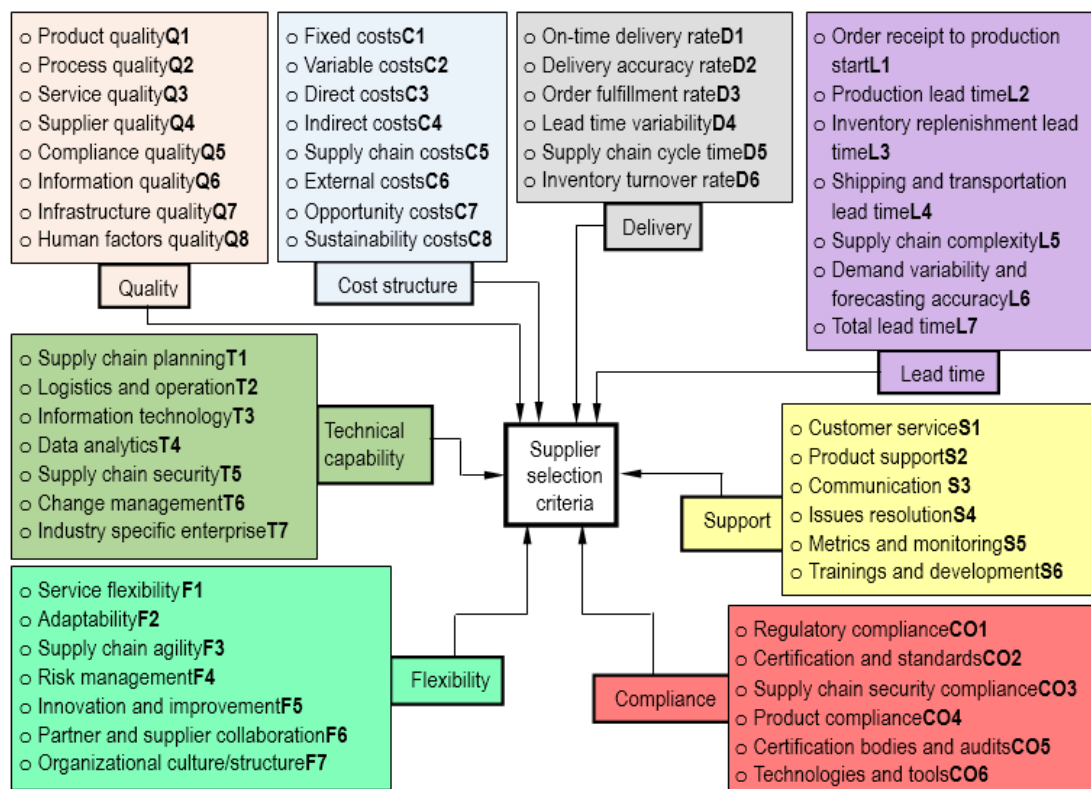 ○ Product qualityQ1
○ Process qualityQ2
○ Service qualityQ3
○ Supplier qualityQ4
○ Compliance qualityQ5
○ Information qualityQ6
○ Infrastructure qualityQ7
○ Human factors qualityQ8
Quality
○ Fixed costsC1
○ Variable costsC2
○ Direct costsC3
○ Indirect costsC4
○ Supply chain costsC5
○ External costsC6
○ Opportunity costsC7
○ Sustainability costsC8
Cost structure
○ On-time delivery rateD1
○ Delivery accuracy rateD2
○ Order fulfillment rateD3
○ Lead time variabilityD4
○ Supply chain cycle timeD5
○ Inventory turnover rateD6
Delivery
○ Order receipt to production
startL1
○ Production lead timeL2
○ Inventory replenishment lead
timeL3
○ Shipping and transportation
lead timeL4
○ Supply chain complexityL5
○ Demand variability and
forecasting accuracyL6
○ Total lead timeL7
Lead time
○ Supply chain planningT1
○ Logistics and operationT2
○ Information technologyT3
○ Data analyticsT4
○ Supply chain securityT5
○ Change managementT6
○ Industry specific enterpriseT7
Technical
capability
Supplier
selection
criteria
○ Customer serviceS1
○ Product supportS2
○ Communication S3
○ Issues resolutionS4
○ Metrics and monitoringS5
○ Trainings and developmentS6
Support
○ Service flexibilityF1
○ AdaptabilityF2
○ Supply chain agilityF3
○ Risk managementF4
○ Innovation and improvementF5
○ Partner and supplier collaborationF6
○ Organizational culture/structureF7
Flexibility
○ Regulatory complianceCO1
○ Certification and standardsCO2
○ Supply chain security complianceCO3
○ Product complianceCO4
○ Certification bodies and auditsCO5
○ Technologies and toolsCO6
Compliance